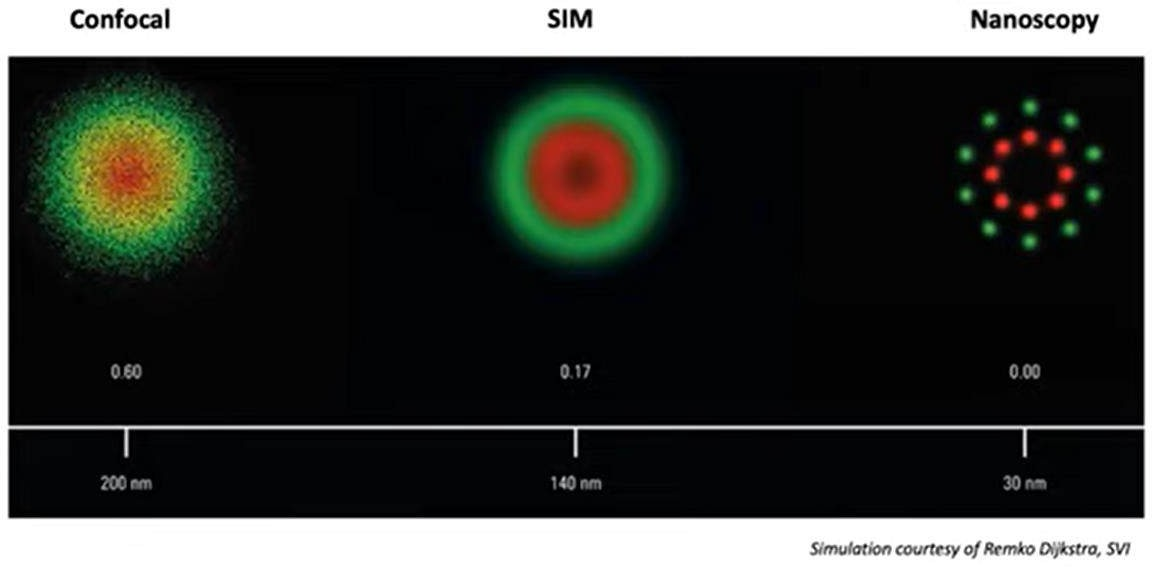 Confocal SIM Nanoscopy
0.60 0.17 0.00
200 nm 140 nm 30 nm
Simulation courtesy of Remko Dijkstra, SVI